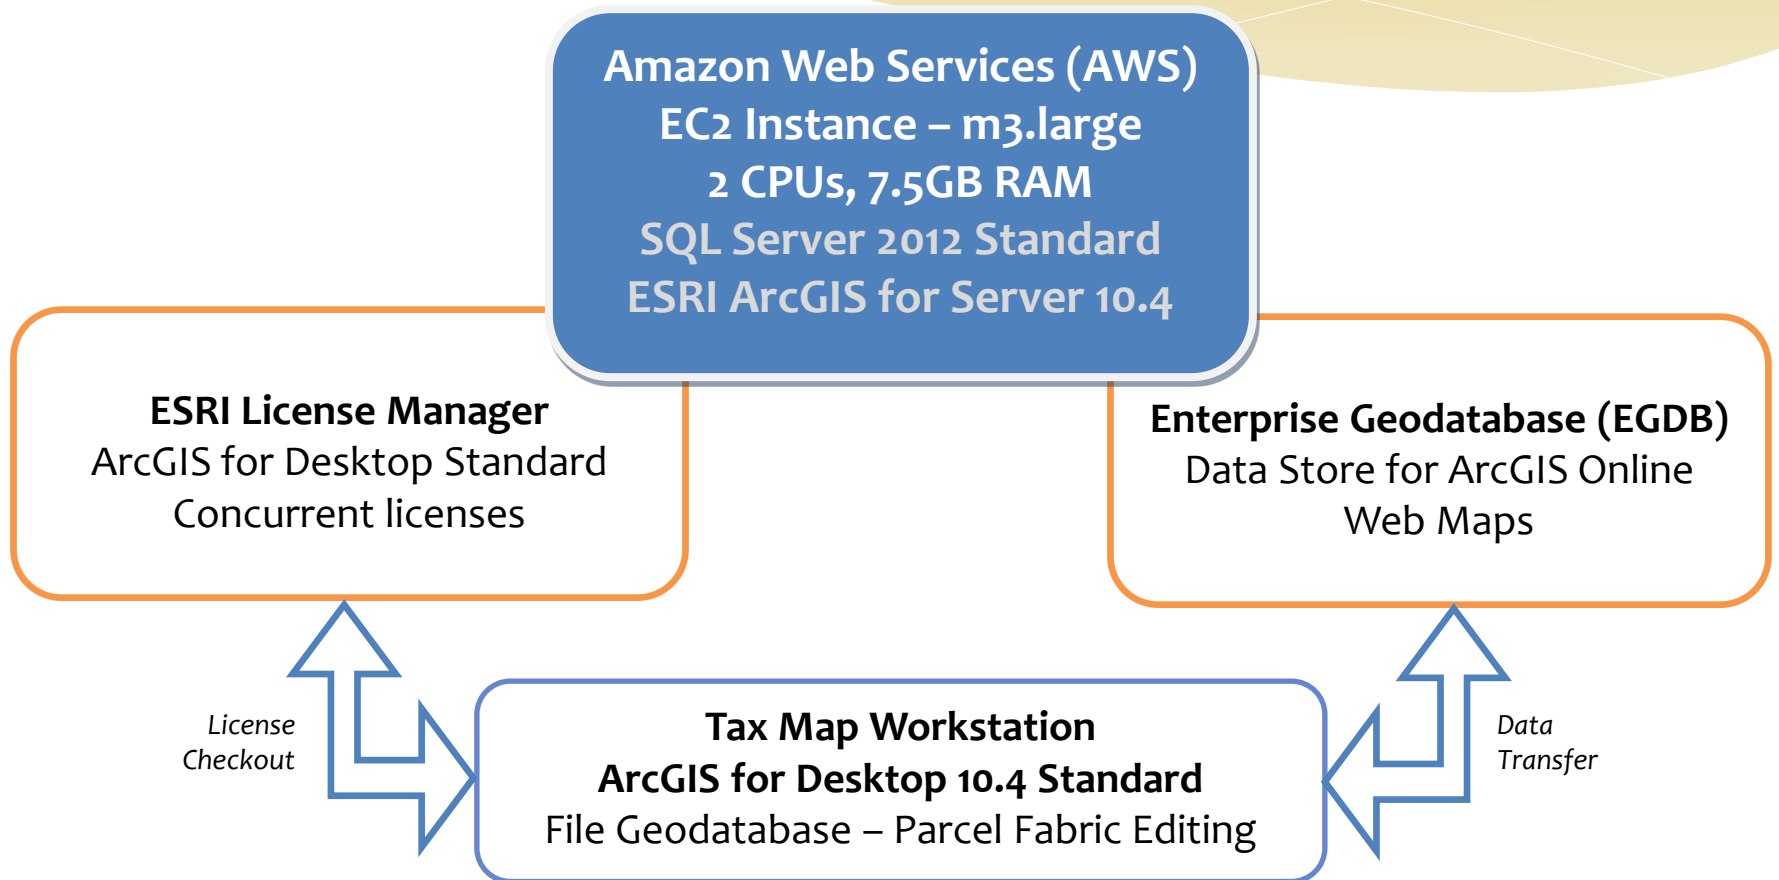 Amazon Web Services (AWS)
EC2 Instance – m3.large
2 CPUs, 7.5GB RAM
SQL Server 2012 Standard
ESRI ArcGIS for Server 10.4
ESRI License Manager
ArcGIS for Desktop Standard
Concurrent licenses
Enterprise Geodatabase (EGDB)
Data Store for ArcGIS Online
Web Maps
License
Checkout
Tax Map Workstation
ArcGIS for Desktop 10.4 Standard
File Geodatabase – Parcel Fabric Editing
Data
Transfer